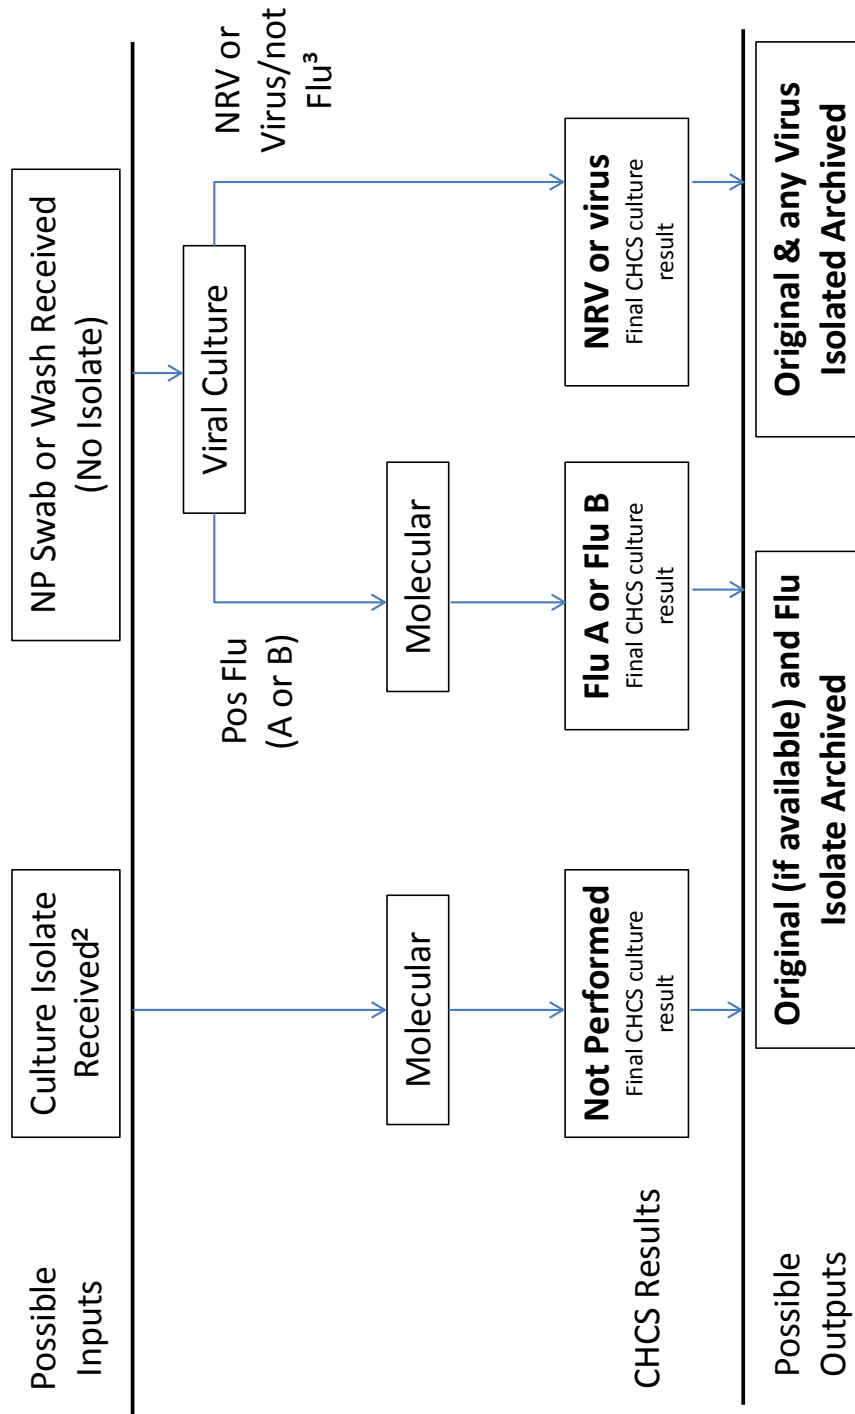 Possible
Inputs
Culture Isolate
Received²
NP Swab or Wash Received
(No Isolate)
Viral Culture
Pos Flu
(A or B)
NRV or
Virus/not
Flu³
Molecular
Molecular
CHCS Results
Not Performed
Final CHCS culture
result
Flu A or Flu B
Final CHCS culture
result
NRV or virus
Final CHCS culture
result
Possible
Outputs
Original (if available) and Flu
Isolate Archived
Original & any Virus
Isolated Archived